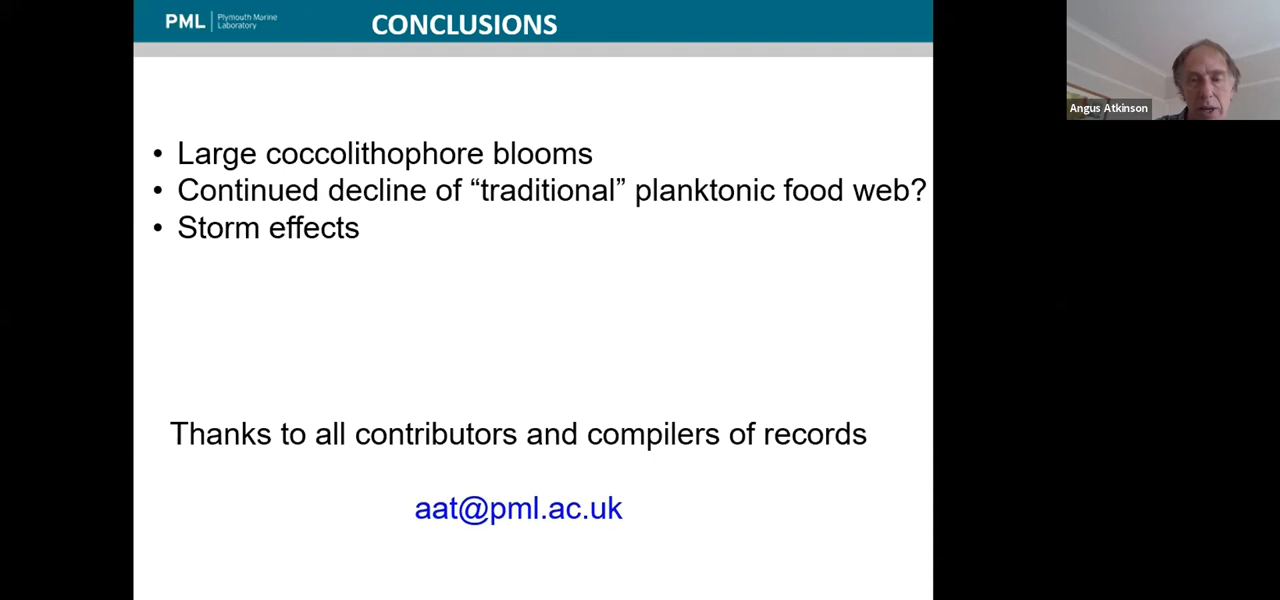 PML
Plymouth Marine
Laboratory
CONCLUSIONS
Angus Atkinson
• Large coccolithophore blooms
• Continued decline of “traditional” planktonic food web?
• Storm effects
Thanks to all contributors and compilers of records
aat@pml.ac.uk